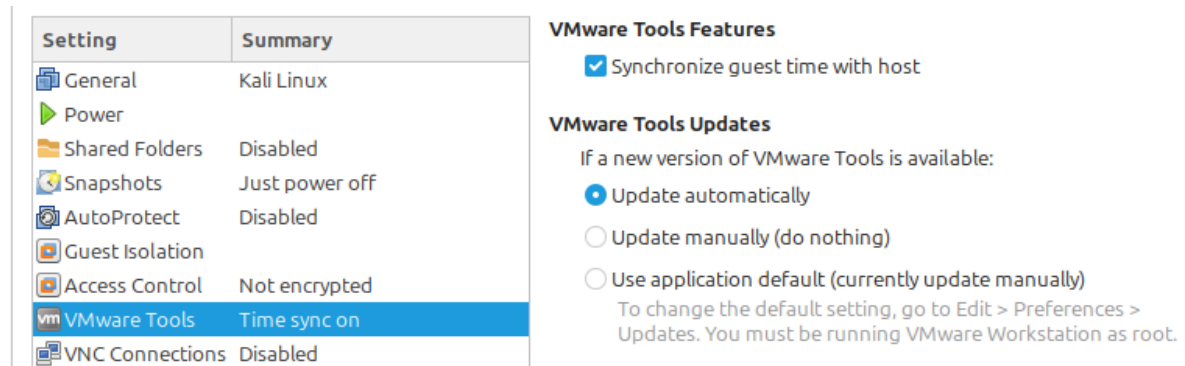 Setting Summary
General Kali Linux
Power
Shared Folders Disabled
Snapshots Just power off
AutoProtect Disabled
Guest Isolation
Access Control Not encrypted
vm VMware Tools Time sync on
VNC Connections Disabled
VMware Tools Features
Synchronize guest time with host
VMware Tools Updates
If a new version of VMware Tools is available:
Update automatically
Update manually (do nothing)
Use application default (currently update manually)
To change the default setting, go to Edit > Preferences >
Updates. You must be running VMware Workstation as root.